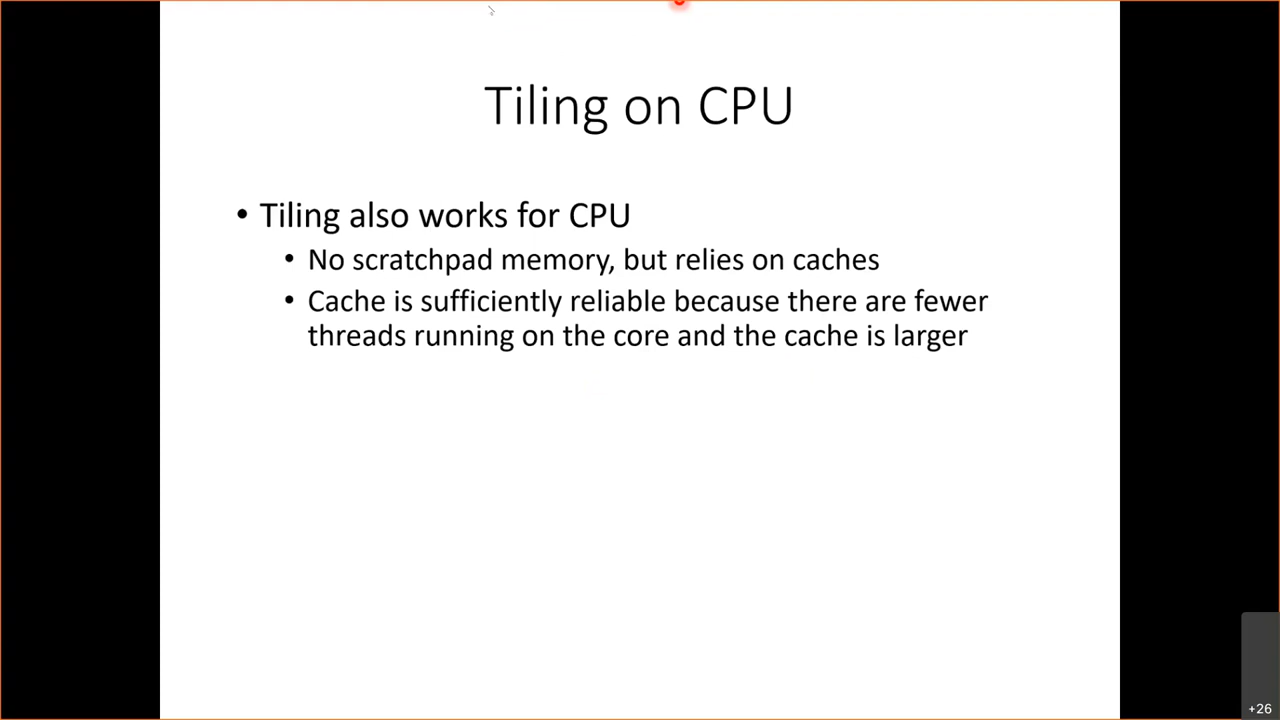 Tiling on CPU
• Tiling also works for CPU
• No scratchpad memory, but relies on caches
• Cache is sufficiently reliable because there are fewer
threads running on the core and the cache is larger
+26